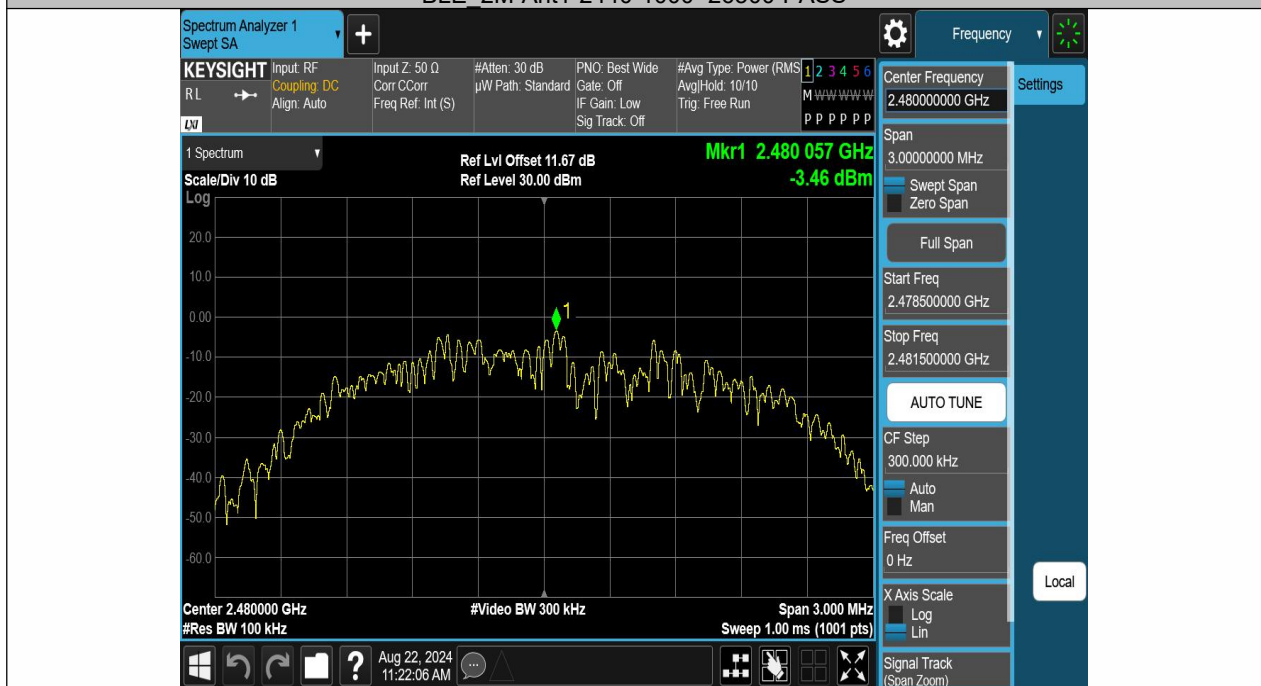 Spectrum Analyzer 1
Swept SA
Frequency
KEYSIGHT
RL
LXI
Input: RF
Coupling: DC
Align: Auto
Input Z: 50 Ω
Corr CCorr
Freq Ref: Int (S)
#Atten: 30 dB
µW Path: Standard
PNO: Best Wide
Gate: Off
IF Gain: Low
Sig Track: Off
#Avg Type: Power (RMS
Avg|Hold: 10/10
Trig: Free Run
1 2 3 4 5 6
M W W W W W
P P P P P P
1 Spectrum
Scale/Div 10 dB
Log
Ref Lvl Offset 11.67 dB
Ref Level 30.00 dBm
Mkr1 2.480 057 GHz
-3.46 dBm
20.0
10.0
0.00
-10.0
-20.0
-30.0
-40.0
-50.0
-60.0
1
Center 2.480000 GHz
#Res BW 100 kHz
#Video BW 300 kHz
Span 3.000 MHz
Sweep 1.00 ms (1001 pts)
Center Frequency
2.480000000 GHz
Settings
Span
3.00000000 MHz
Swept Span
Zero Span
Full Span
Start Freq
2.478500000 GHz
Stop Freq
2.481500000 GHz
AUTO TUNE
CF Step
300.000 kHz
Auto
Man
Freq Offset
0 Hz
X Axis Scale
Log
Lin
Local
Signal Track
(Span Zoom)
?
Aug 22, 2024
11:22:06 AM